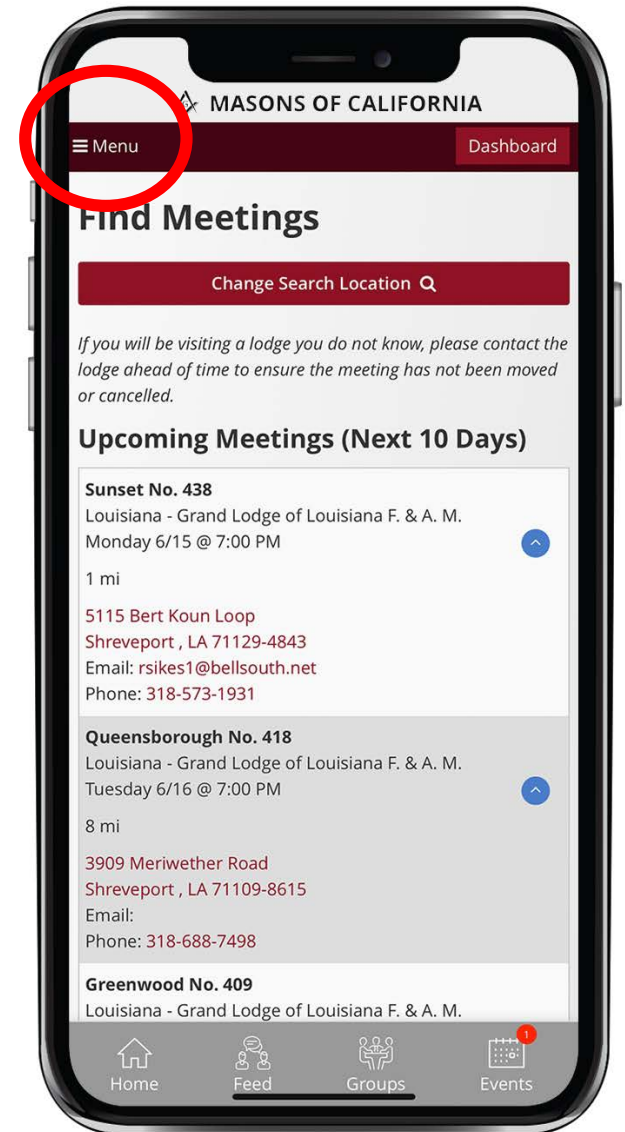 MASONS OF CALIFORNIA
Menu
Dashboard
Find Meetings
Change Search Location
If you will be visiting a lodge you do not know, please contact the
lodge ahead of time to ensure the meeting has not been moved
or cancelled.
Upcoming Meetings (Next 10 Days)
Sunset No. 438
Louisiana - Grand Lodge of Louisiana F. & A. M.
Monday 6/15 @ 7:00 PM
1 mi
5115 Bert Koun Loop
Shreveport , LA 71129-4843
Email: rsikes1@bellsouth.net
Phone: 318-573-1931
Queensborough No. 418
Louisiana - Grand Lodge of Louisiana F. & A. M.
Tuesday 6/16 @ 7:00 PM
8 mi
3909 Meriwether Road
Shreveport , LA 71109-8615
Email:
Phone: 318-688-7498
Greenwood No. 409
Louisiana - Grand Lodge of Louisiana F. & A. M.
1
Home
Feed
Groups
Events